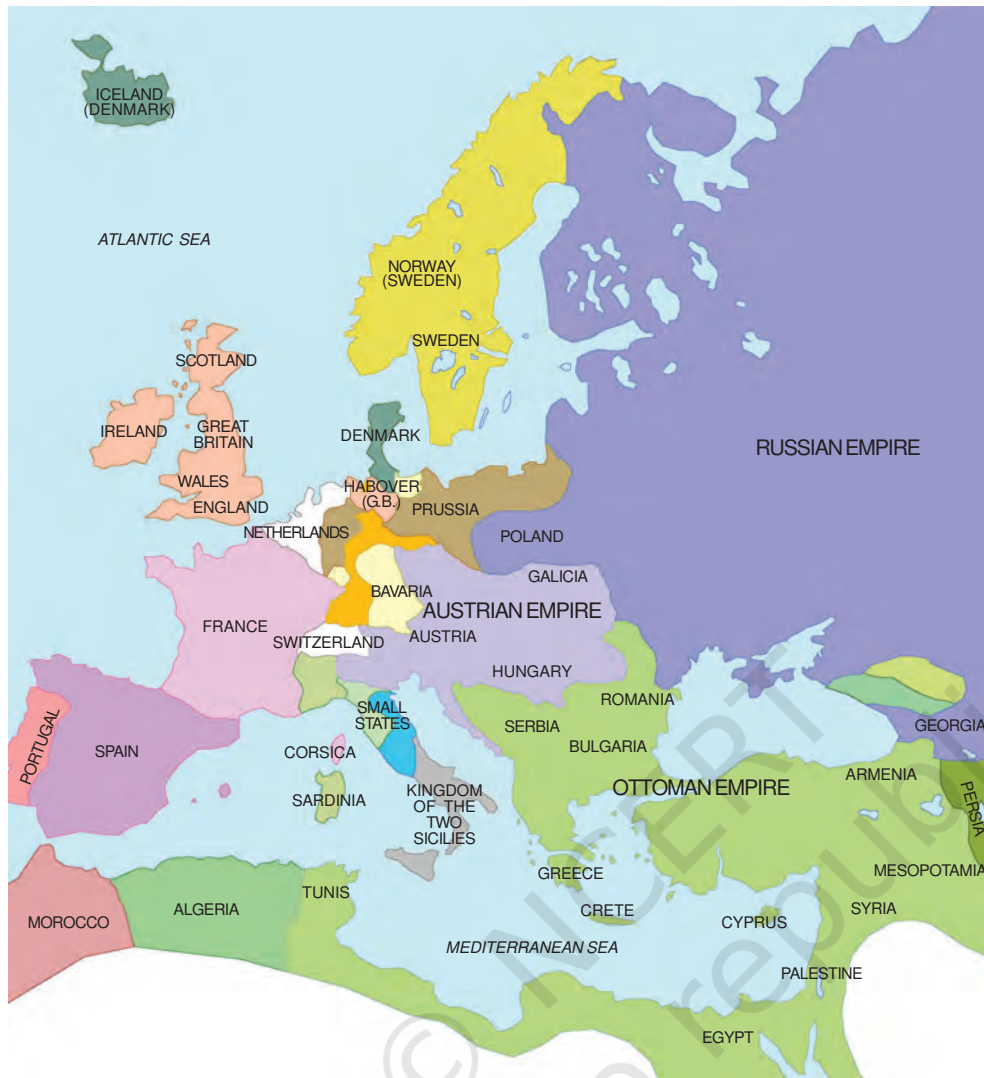 ICELAND
(DENMARK)
ATLANTIC SEA
NORWAY
(SWEDEN)
SWEDEN
SCOTLAND
IRELAND
GREAT
BRITAIN
DENMARK
RUSSIAN EMPIRE
WALES
HABOVER
(G.B.)
ENGLAND
PRUSSIA
NETHERLANDS
POLAND
GALICIA
BAVARIA
AUSTRIAN EMPIRE
FRANCE
SWITZERLAND
AUSTRIA
HUNGARY
ROMANIA
PORTUGAL
SPAIN
SMALL
STATES
SERBIA
GEORGIA
CORSICA
BULGARIA
OTTOMAN EMPIRE
ARMENIA
PERSIA
SARDINIA
KINGDOM
OF THE
TWO
SICILIES
GREECE
MESOPOTAMIA
TUNIS
ALGERIA
CRETE
CYPRUS
SYRIA
MOROCCO
MEDITERRANEAN SEA
PALESTINE
EGYPT
© NCERT
republi